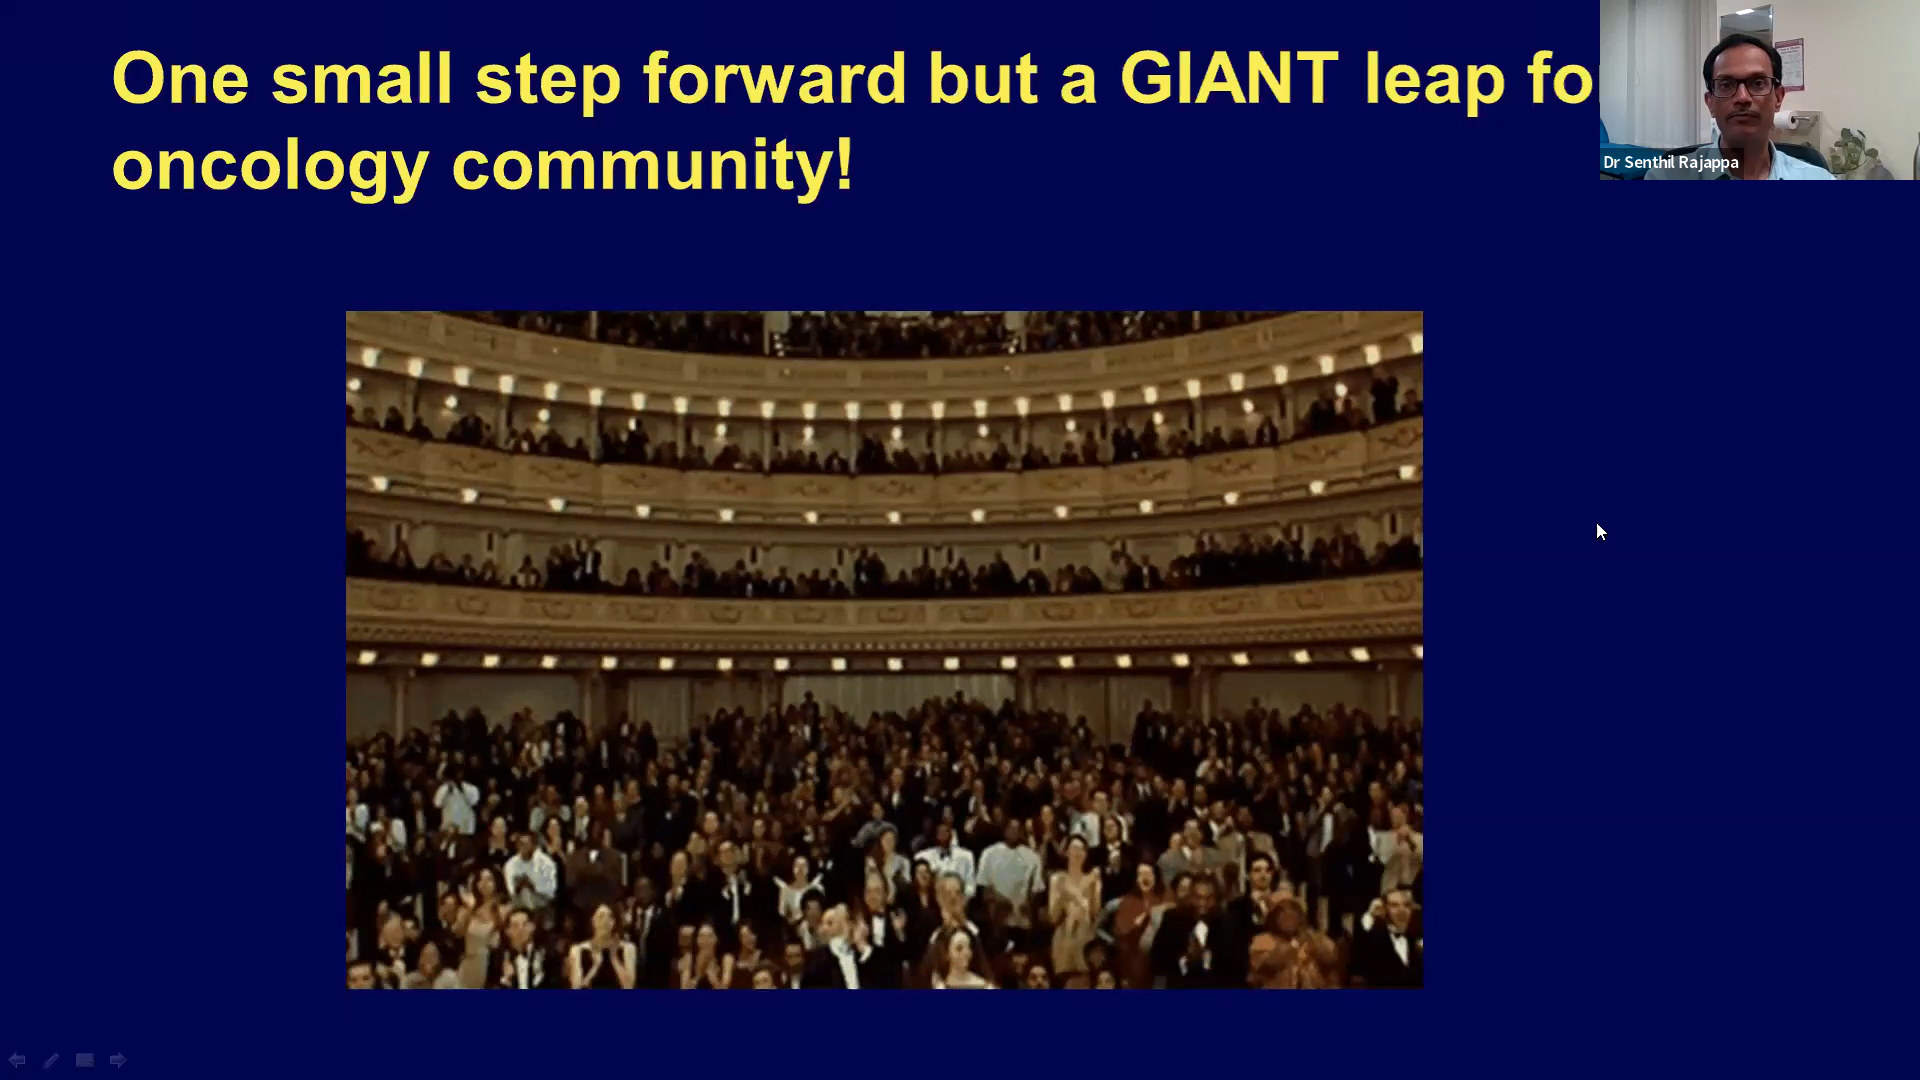 One small step forward but a GIANT leap fo
oncology community!
Dr Senthil Rajappa